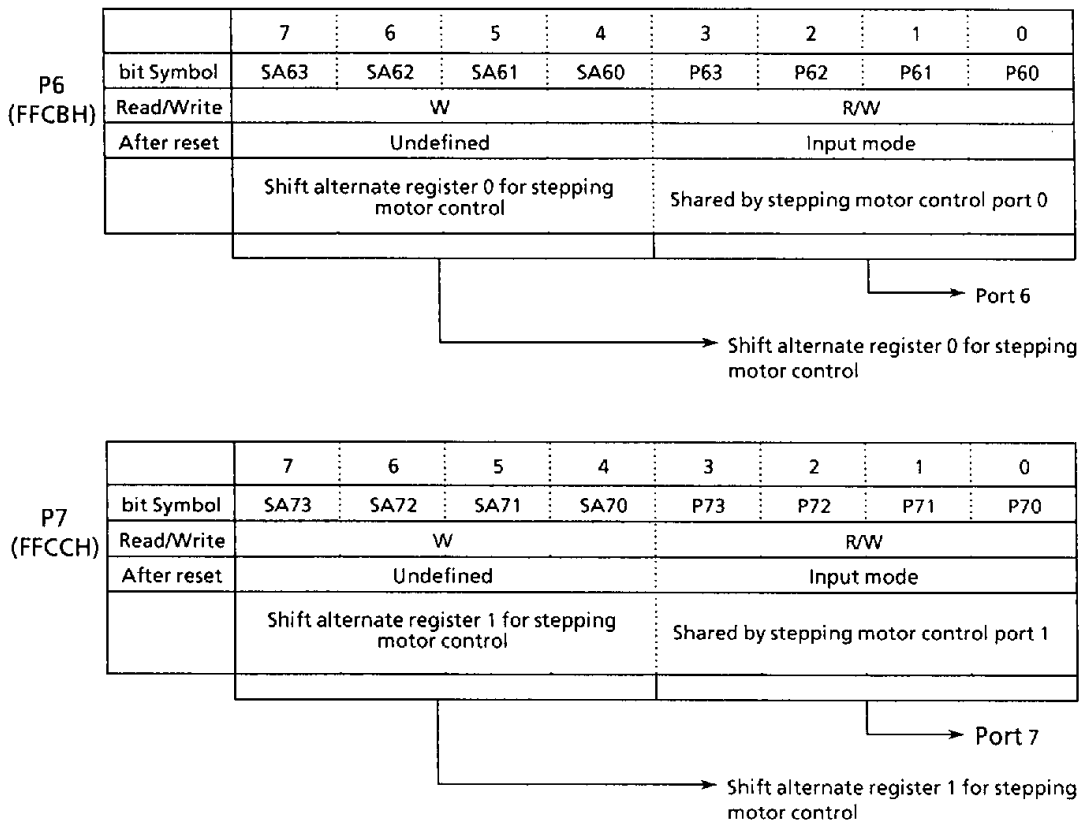 7 6 5 4 3 2 1 0
P6
(FFCBH)
bit Symbol SA63 SA62 SA61 SA60 P63 P62 P61 P60
Read/Write W R/W
After reset Undefined Input mode
Shift alternate register 0 for stepping
motor control
Shared by stepping motor control port 0
Port 6
Shift alternate register 0 for stepping
motor control
7 6 5 4 3 2 1 0
P7
(FFCCH)
bit Symbol SA73 SA72 SA71 SA70 P73 P72 P71 P70
Read/Write W R/W
After reset Undefined Input mode
Shift alternate register 1 for stepping
motor control
Shared by stepping motor control port 1
Port 7
Shift alternate register 1 for stepping
motor control